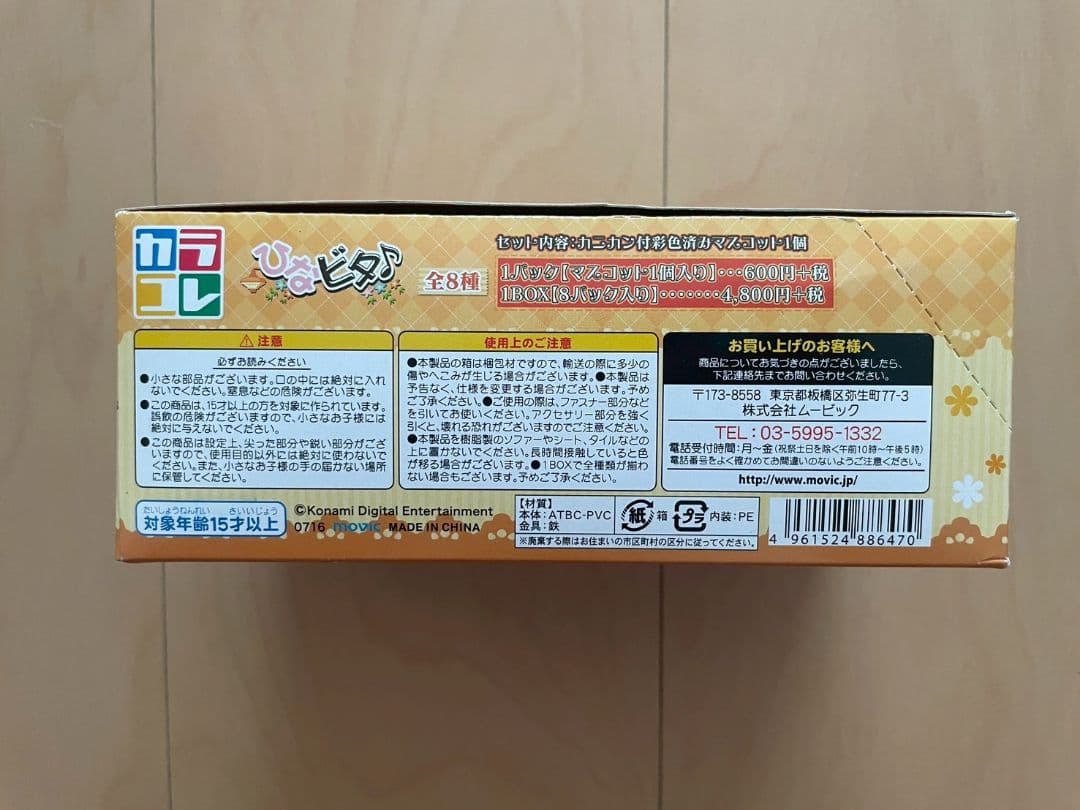 カラ
コレ
ひなビタ♪
全8種
セット内容:カニカン付彩色済みマスコット1個
1パック【マスコット1個入り】…600円+税
1BOX【8パック入り】………4,800円+税
⚠注意
必ずお読みください
●小さな部品がございます。口の中には絶対に入れ
ないでください。窒息などの危険がございます。
●この商品は、15才以上の方を対象に作られています。
誤飲の危険がございますので、小さなお子様には
絶対に与えないでください。
●この商品は設定上、尖った部分や鋭い部分がござ
いますので、使用目的以外には絶対に使わないで
ください。また、小さなお子様の手の届かない場所
に保管してください。
たいしょうねんれい さいいじょう
対象年齢15才以上
©Konami Digital Entertainment
0716 movic MADE IN CHINA
使用上のご注意
●本製品の箱は梱包材ですので、輸送の際に多少の
傷やへこみが生じる場合がございます。●本製品は
予告なく、仕様を変更する場合がございます。予め
ご了承ください。●ご使用の際は、ファスナー部分など
を引いてお使いください。アクセサリー部分を強く
引くと、壊れる恐れがございますのでご注意ください。
●本製品を樹脂製のソファーやシート、タイルなどの
上に置かないでください。長時間接触していると色
が移る場合がございます。●1BOXで全種類が揃わ
ない場合もございます。予めご了承ください。
お買い上げのお客様へ
商品についてお気づきの点がございましたら、
下記連絡先までお問い合わせください。
〒173-8558 東京都板橋区弥生町77-3
株式会社ムービック
TEL:03-5995-1332
電話受付時間:月~金(祝祭土日を除く午前10時~午後5時)
電話番号をよく確かめてお間違いのないようご注意ください。
http://www.movic.jp/
【材質】
本体:ATBC-PVC
金具:鉄
紙 箱
プラ 内装:PE
※廃棄する際はお住まいの市区町村の区分に従ってください。
4 961524 886470